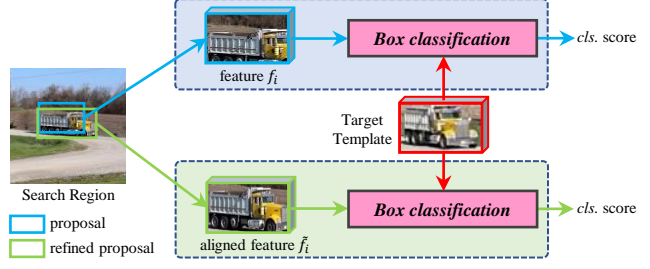 Box classification
cls. score
feature f_i
Target
Template
Search Region
proposal
refined proposal
Box classification
cls. score
aligned feature f̃_i